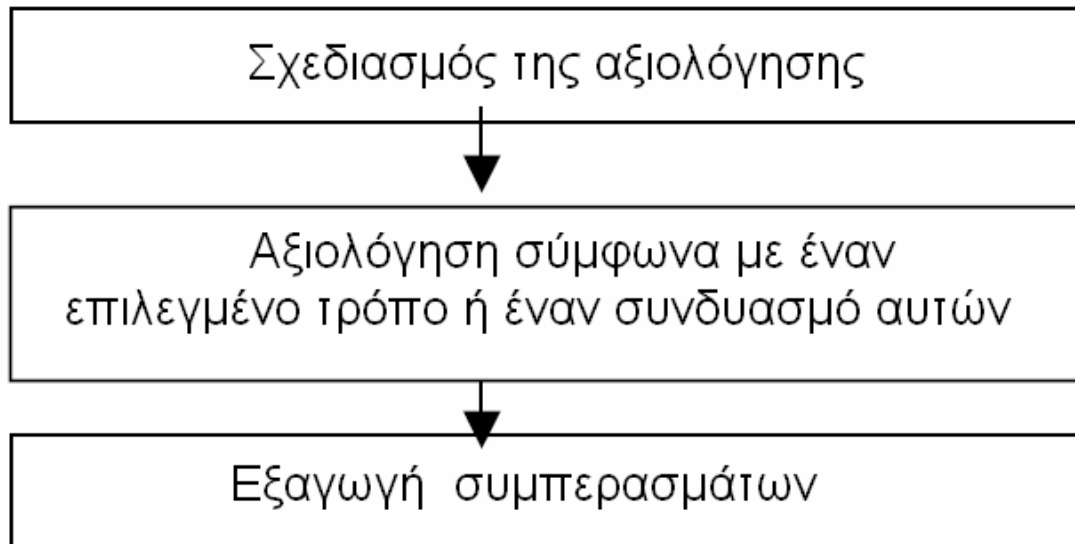 Σχεδιασμός της αξιολόγησης
Αξιολόγηση σύμφωνα με έναν
επιλεγμένο τρόπο ή έναν συνδυασμό αυτών
Εξαγωγή συμπερασμάτων